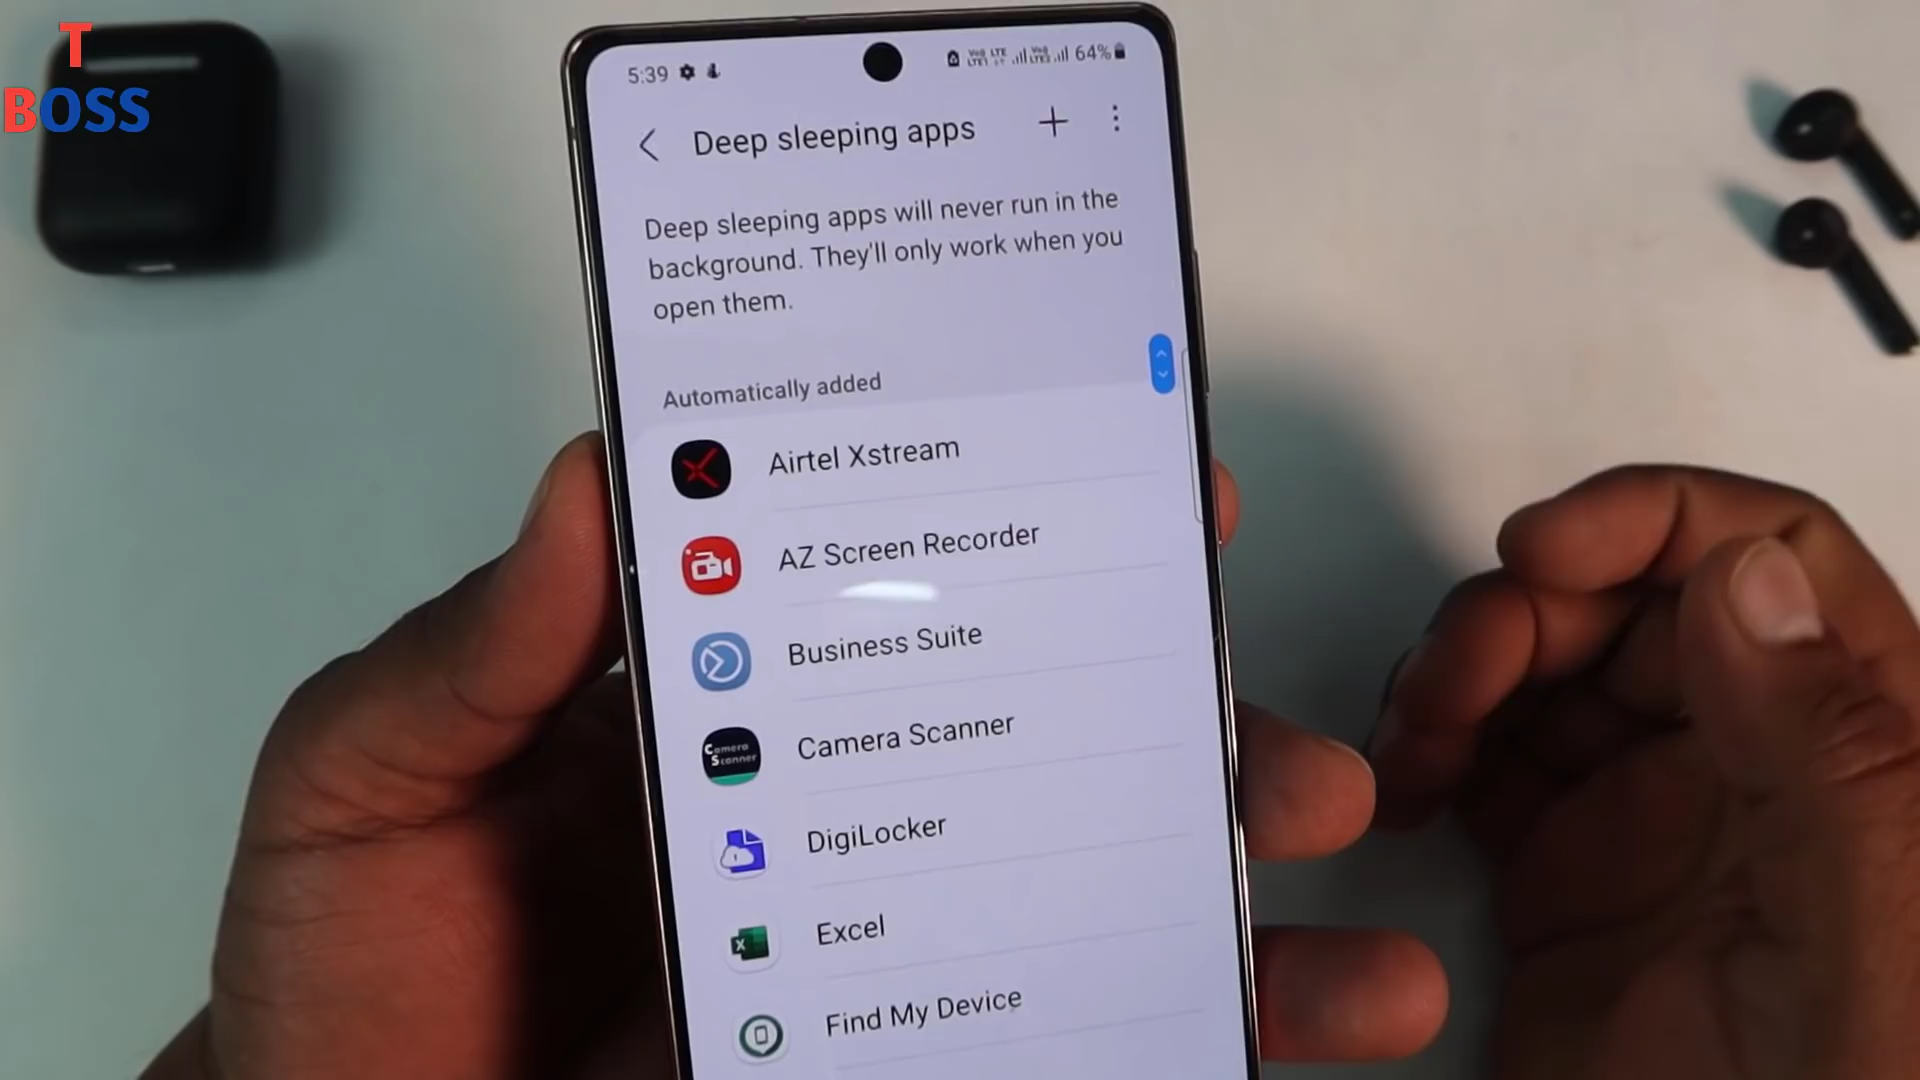 T
BOSS
5:39
64%
Deep sleeping apps
Deep sleeping apps will never run in the
background. They'll only work when you
open them.
Automatically added
Airtel Xstream
AZ Screen Recorder
Business Suite
Camera
Scanner
Camera Scanner
DigiLocker
X
Excel
Find My Device